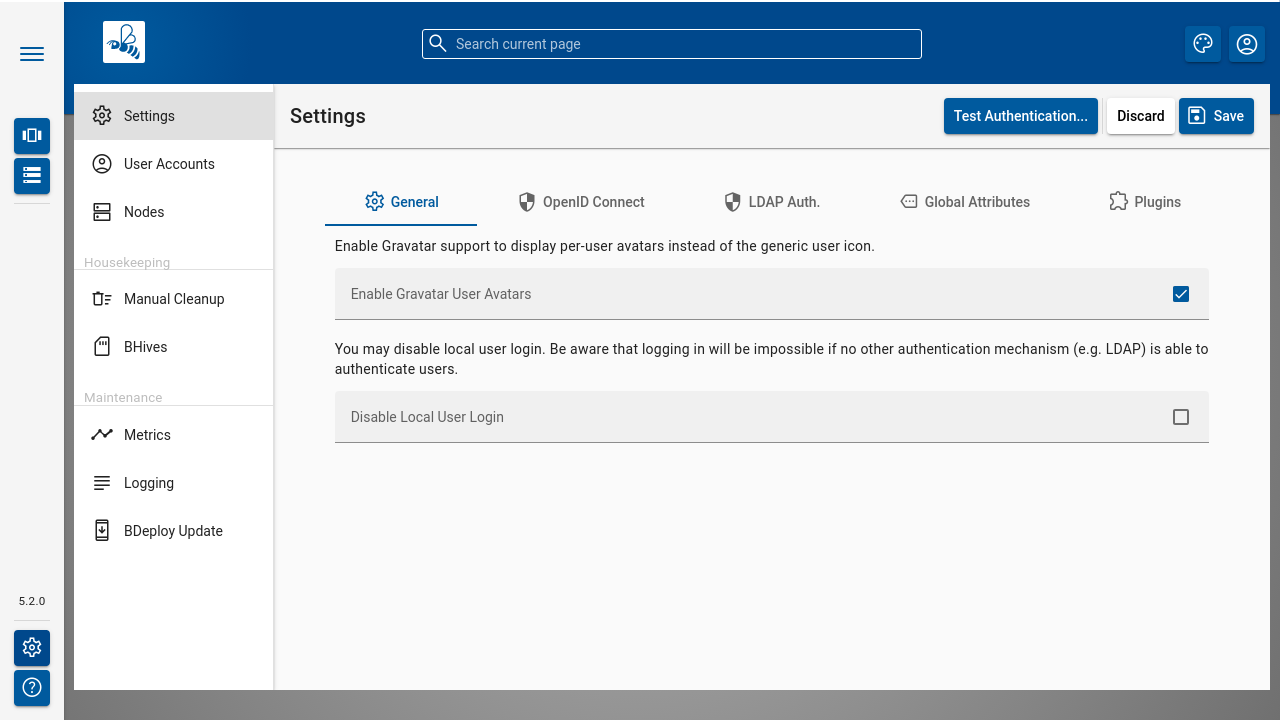 Search current page
Settings
User Accounts
Nodes
Housekeeping
Manual Cleanup
BHives
Maintenance
Metrics
Logging
BDeploy Update
5.2.0
Settings
Test Authentication...
Discard
Save
General
OpenID Connect
LDAP Auth.
Global Attributes
Plugins
Enable Gravatar support to display per-user avatars instead of the generic user icon.
Enable Gravatar User Avatars
You may disable local user login. Be aware that logging in will be impossible if no other authentication mechanism (e.g. LDAP) is able to
authenticate users.
Disable Local User Login